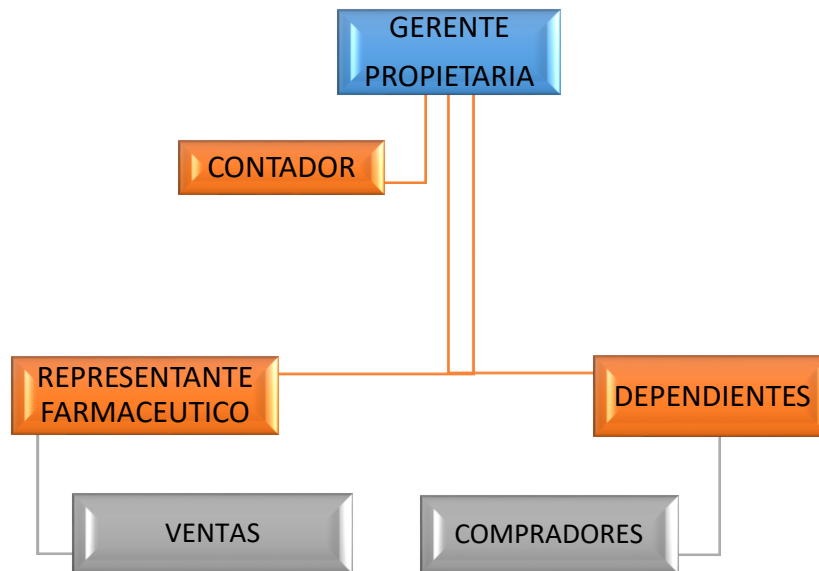 GERENTE
PROPIETARIA
CONTADOR
REPRESENTANTE
FARMACEUTICO
DEPENDIENTES
VENTAS
COMPRADORES